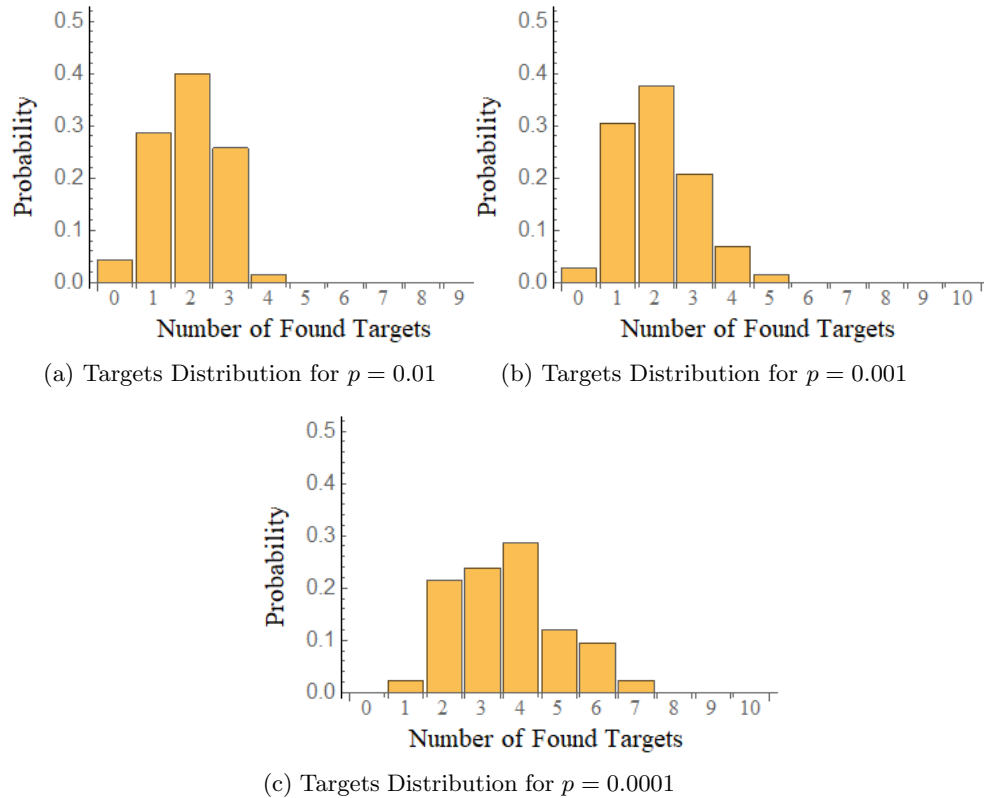 0.5
0.4
0.3
0.2
0.1
0.0
Probability
0 1 2 3 4 5 6 7 8 9
Number of Found Targets
(a) Targets Distribution for p = 0.01
0.5
0.4
0.3
0.2
0.1
0.0
Probability
0 1 2 3 4 5 6 7 8 9 10
Number of Found Targets
(b) Targets Distribution for p = 0.001
0.5
0.4
0.3
0.2
0.1
0.0
Probability
0 1 2 3 4 5 6 7 8 9 10
Number of Found Targets
(c) Targets Distribution for p = 0.0001